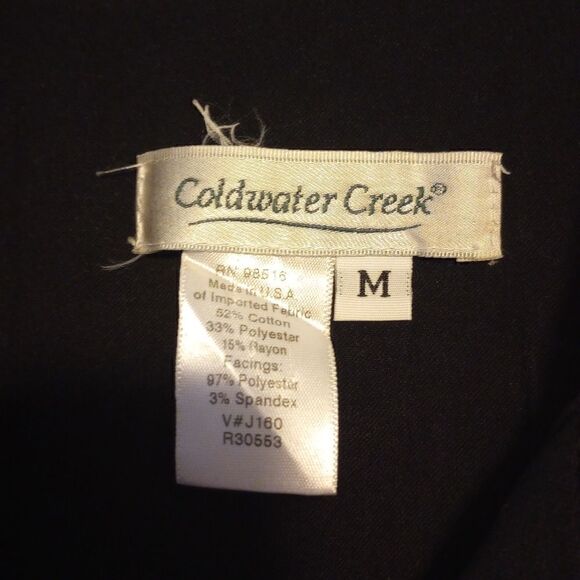 Coldwater Creek®
M
RN 98516
Made in U.S.A
of Imported Fabric
52% Cotton
33% Polyester
15% Rayon
Facings:
97% Polyester
3% Spandex
V#J160
R30553